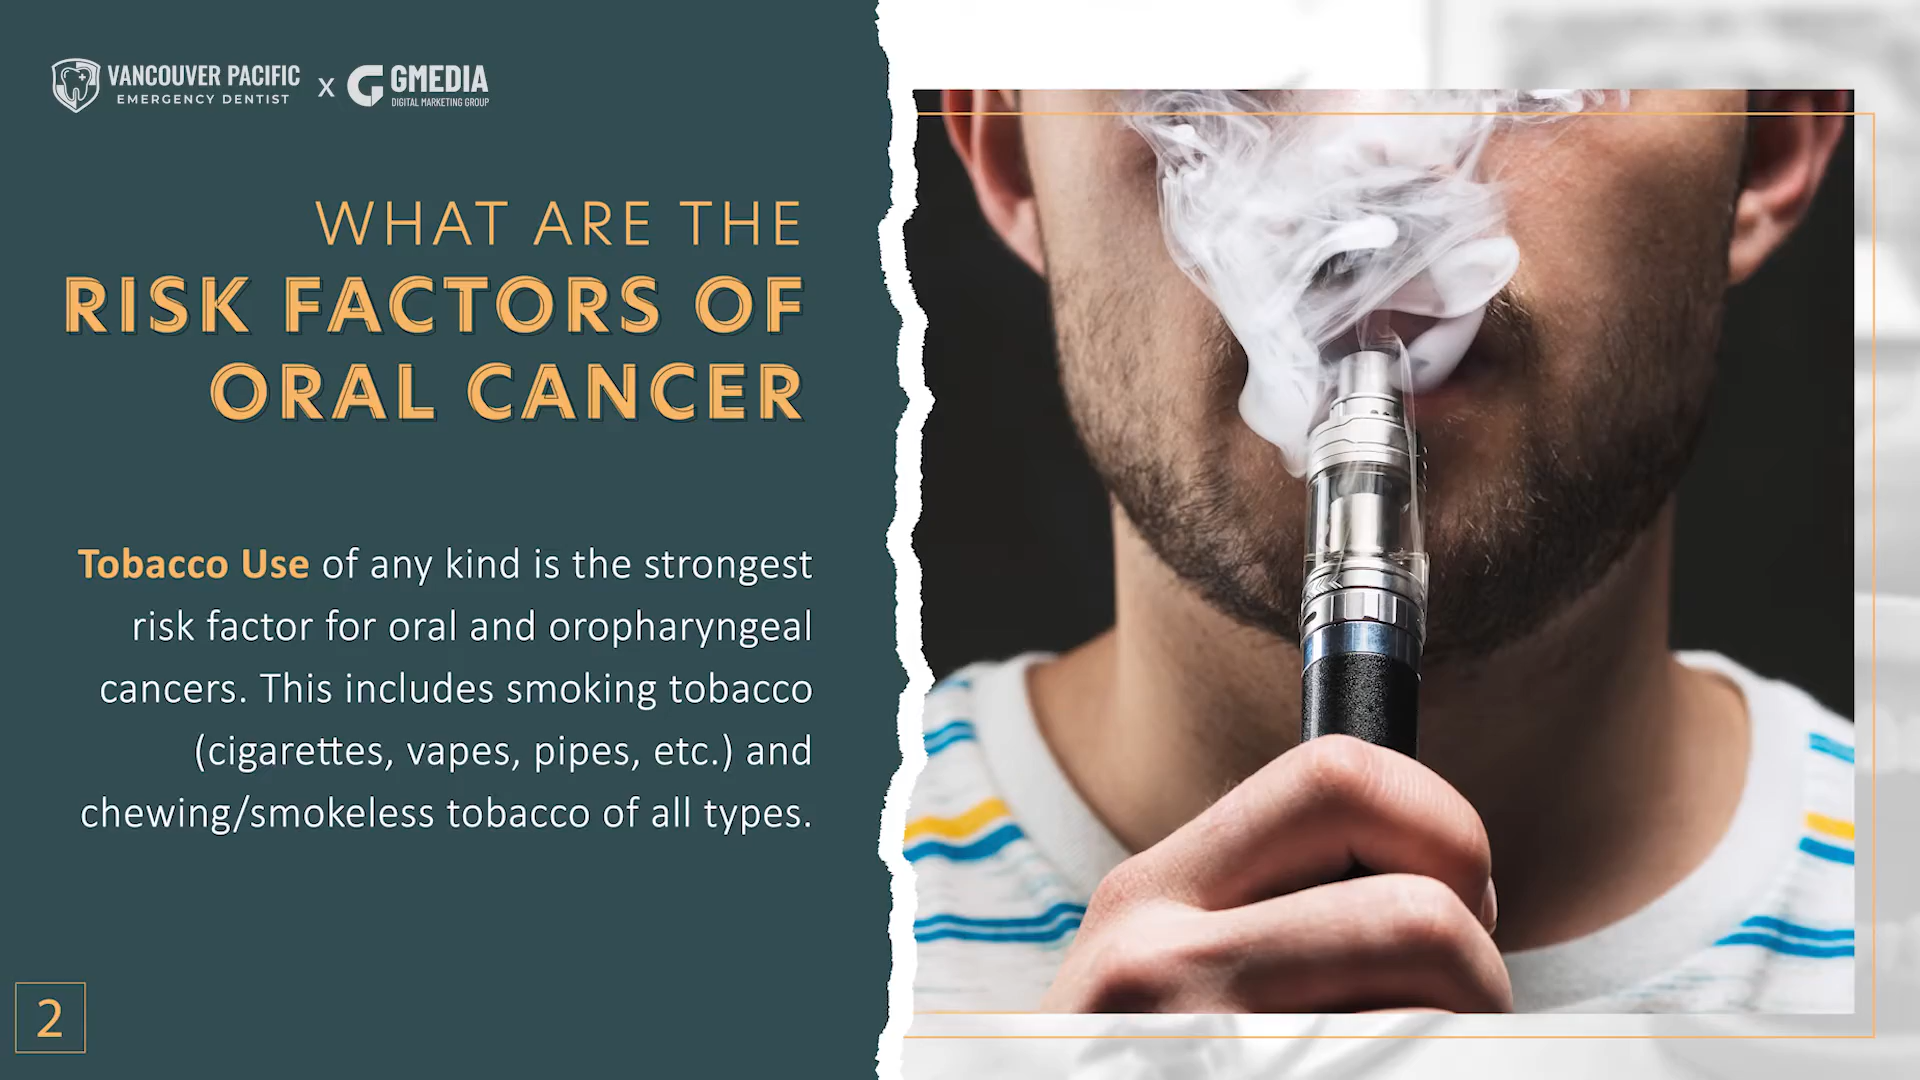 VANCOUVER PACIFIC
EMERGENCY DENTIST
X
GMEDIA
DIGITAL MARKETING GROUP
WHAT ARE THE
RISK FACTORS OF
ORAL CANCER
Tobacco Use of any kind is the strongest
risk factor for oral and oropharyngeal
cancers. This includes smoking tobacco
(cigarettes, vapes, pipes, etc.) and
chewing/smokeless tobacco of all types.
2